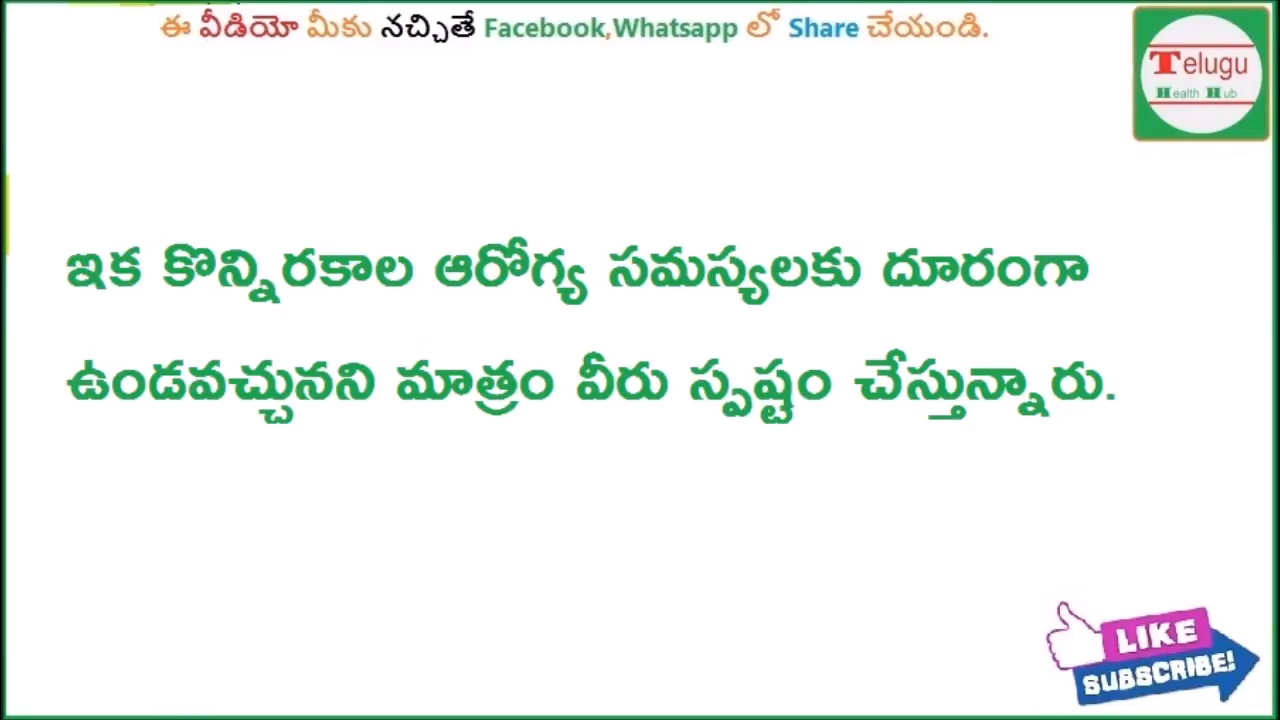 ఈ వీడియో మీకు నచ్చితే Facebook,Whatsapp లో Share చేయండి.
Telugu
Health Hub
ఇక కొన్నిరకాల ఆరోగ్య సమస్యలకు దూరంగా
ఉండవచ్చునని మాత్రం వీరు స్పష్టం చేస్తున్నారు.
LIKE
SUBSCRIBE!